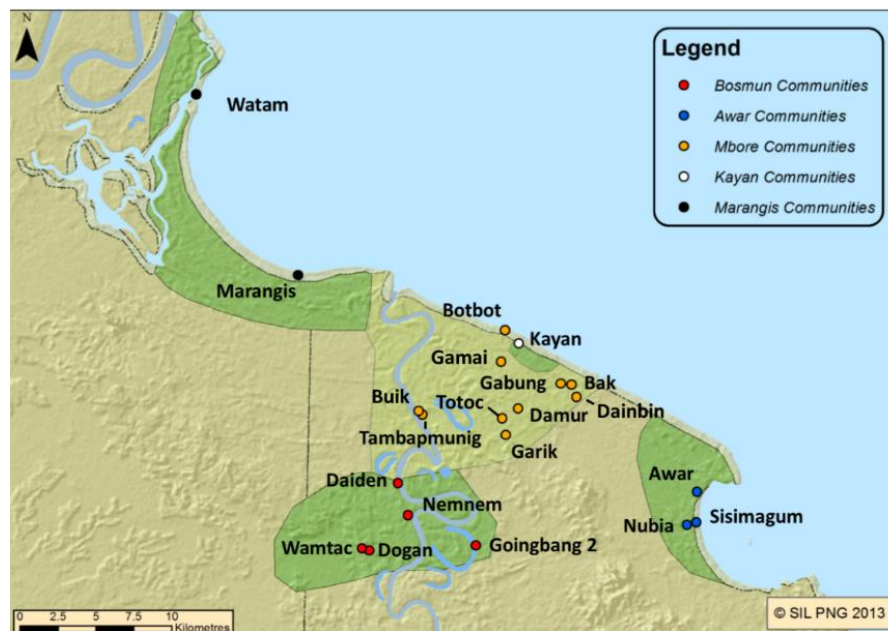 N
Legend
Bosmun Communities
Awar Communities
Mbore Communities
Kayan Communities
Marangis Communities
Watam
Marangis
Botbot
Kayan
Gamai
Gabung
Bak
Buik
Totoc
Damur
Dainbin
Tambapmunig
Garik
Daiden
Awar
Nemnem
Nubia
Sisimagum
Wamtac
Dogan
Goingbang 2
0 2.5 5 7.5 10
Kilometres
© SIL PNG 2013